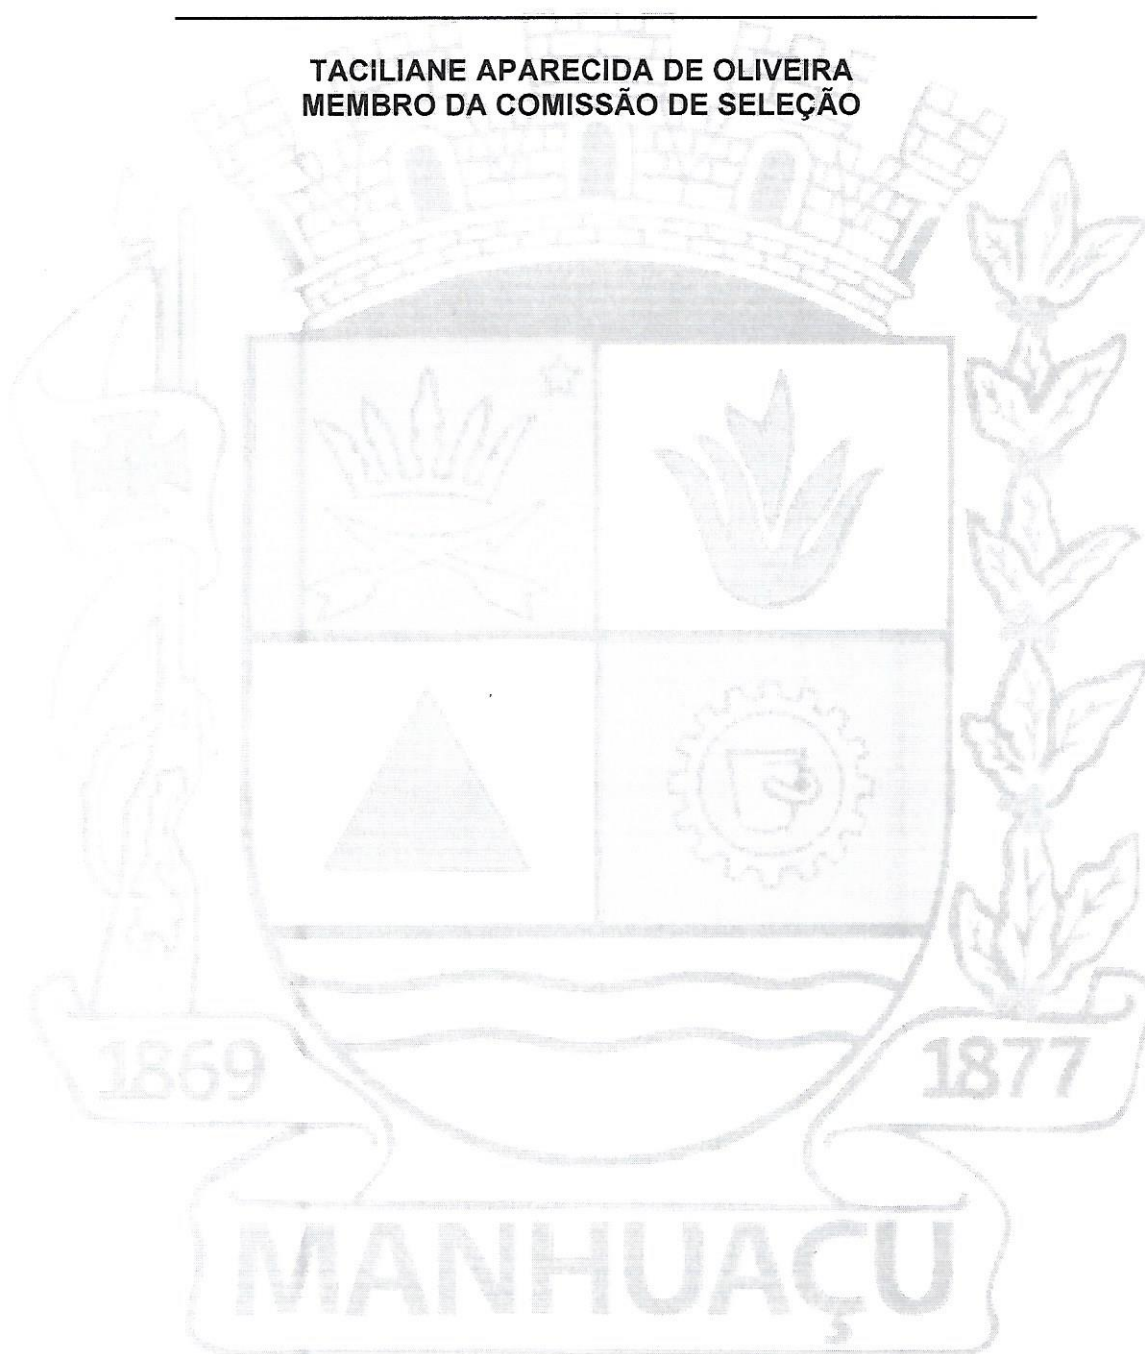 TACILIANE APARECIDA DE OLIVEIRA
MEMBRO DA COMISSÃO DE SELEÇÃO
1869
1877
MANHUAÇU